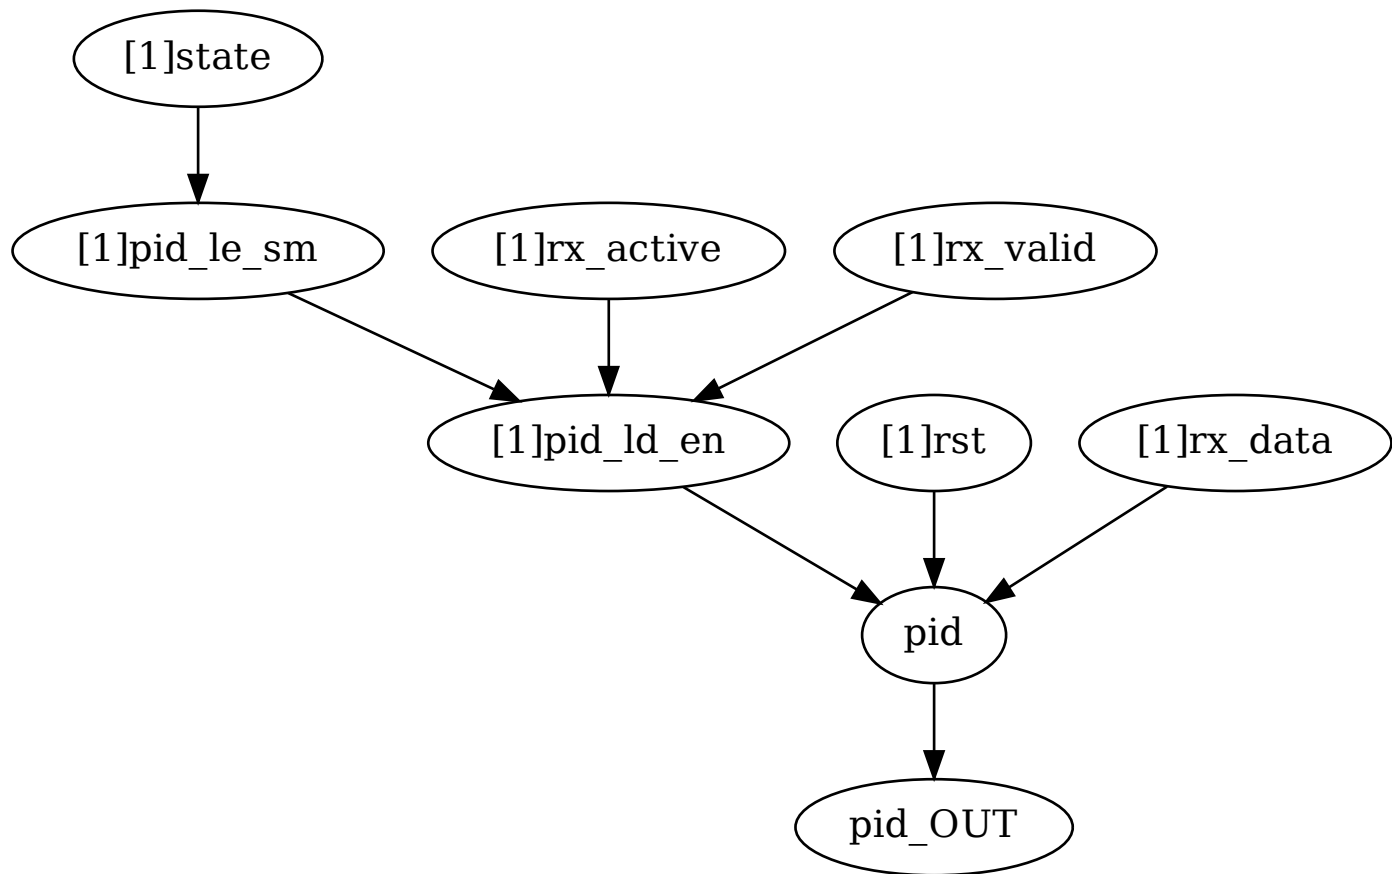 [1]state
[1]pid_le_sm
[1]rx_active
[1]rx_valid
[1]pid_ld_en
[1]rst
[1]rx_data
pid
pid_OUT